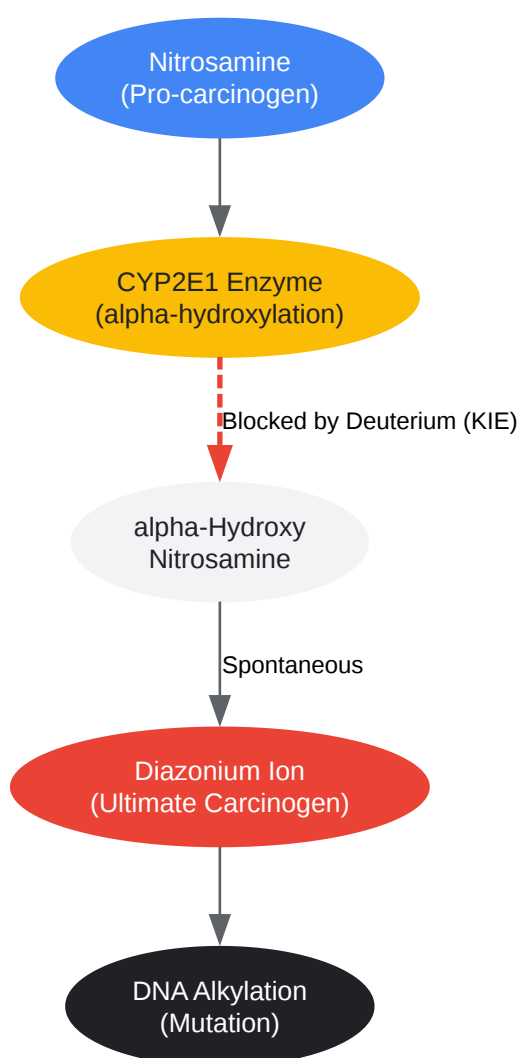 Nitrosamine
(Pro-carcinogen)
CYP2E1 Enzyme
(alpha-hydroxylation)
Blocked by Deuterium (KIE)
alpha-Hydroxy
Nitrosamine
Spontaneous
Diazonium Ion
(Ultimate Carcinogen)
DNA Alkylation
(Mutation)